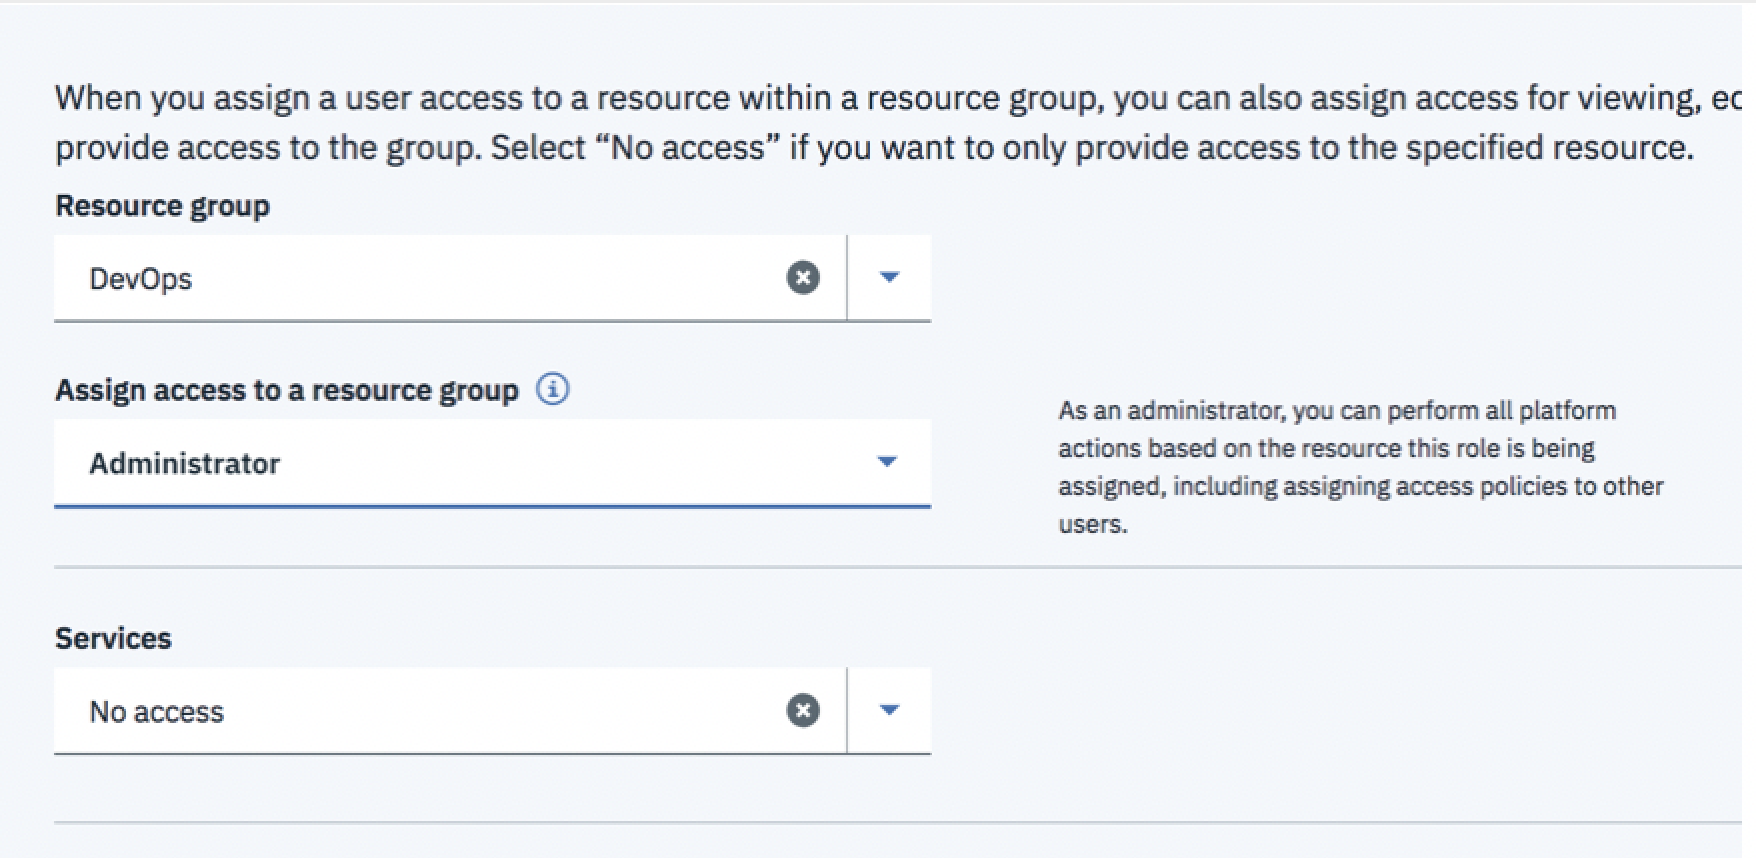 When you assign a user access to a resource within a resource group, you can also assign access for viewing,
provide access to the group. Select “No access” if you want to only provide access to the specified resource.
Resource group
DevOps
Assign access to a resource group
Administrator
As an administrator, you can perform all platform
actions based on the resource this role is being
assigned, including assigning access policies to other
users.
Services
No access